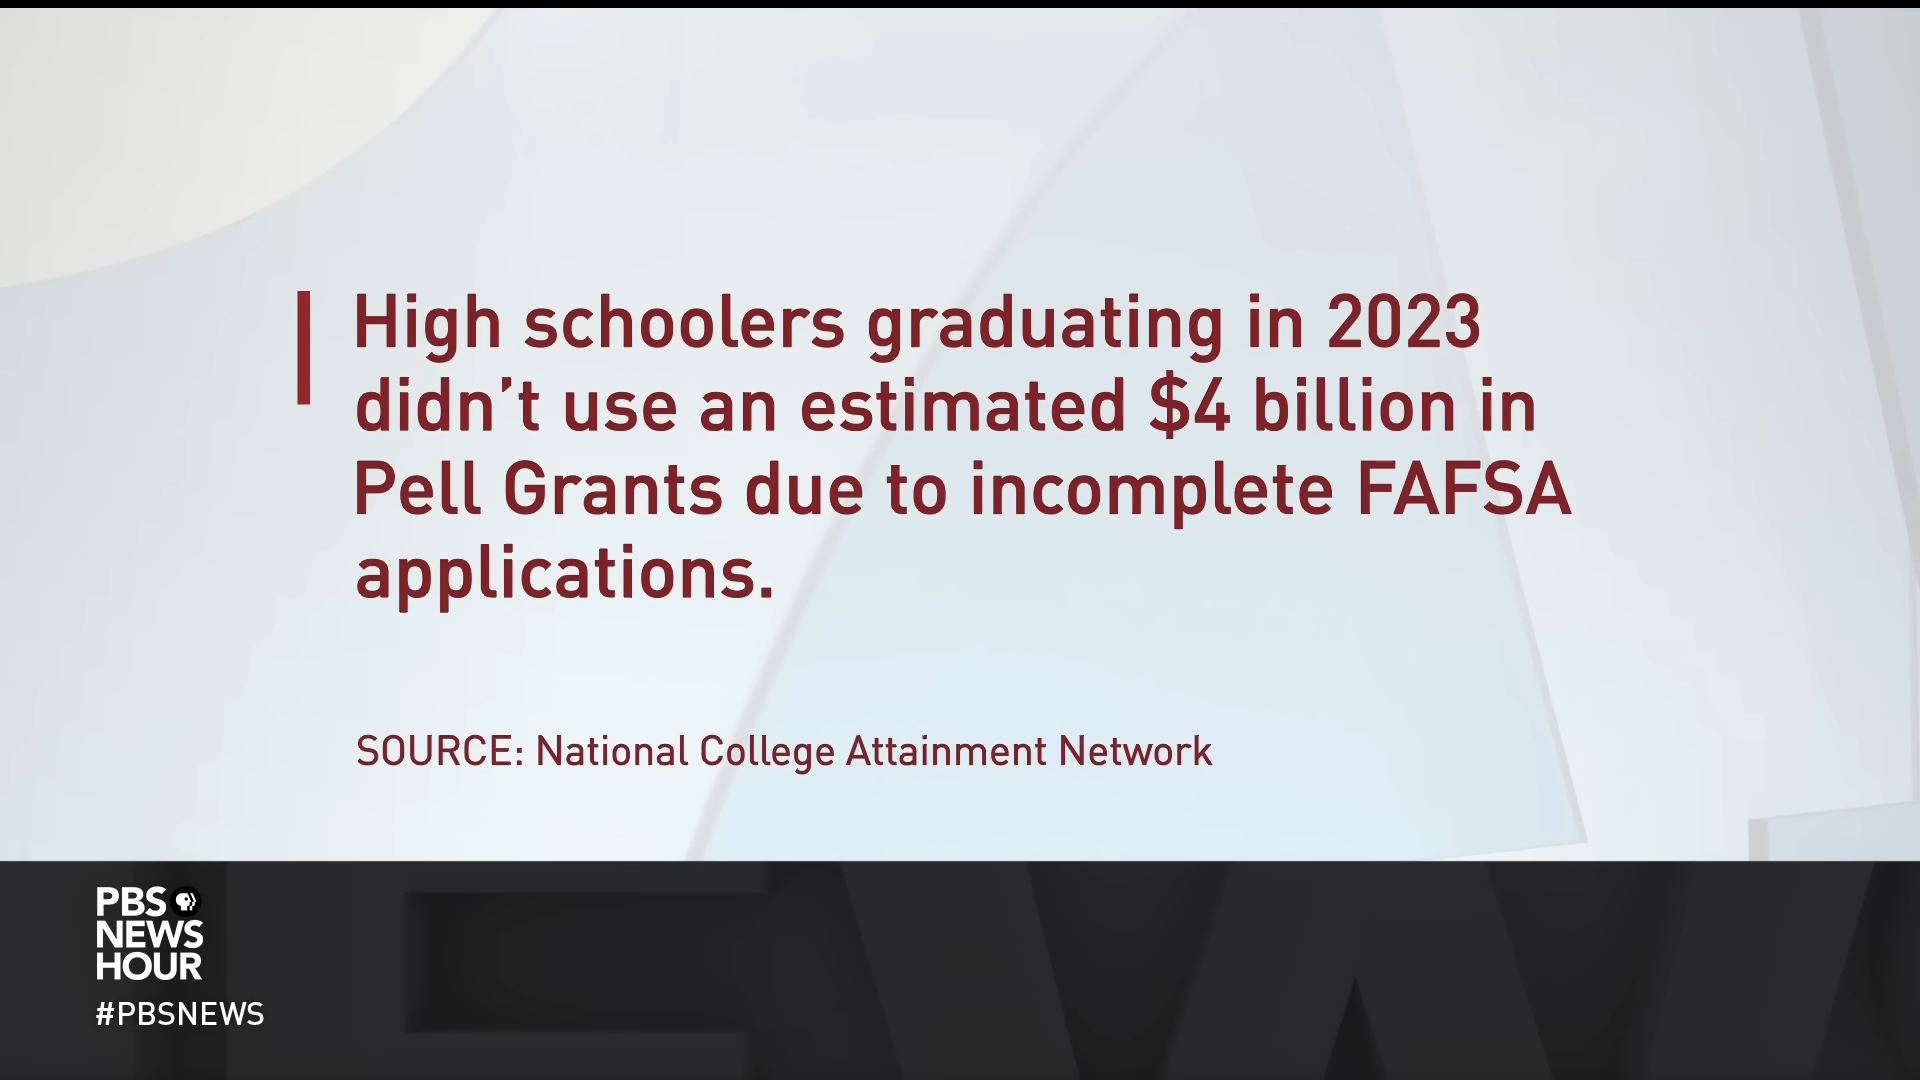 High schoolers graduating in 2023
didn’t use an estimated $4 billion in
Pell Grants due to incomplete FAFSA
applications.
SOURCE: National College Attainment Network
PBS
NEWS
HOUR
#PBSNEWS